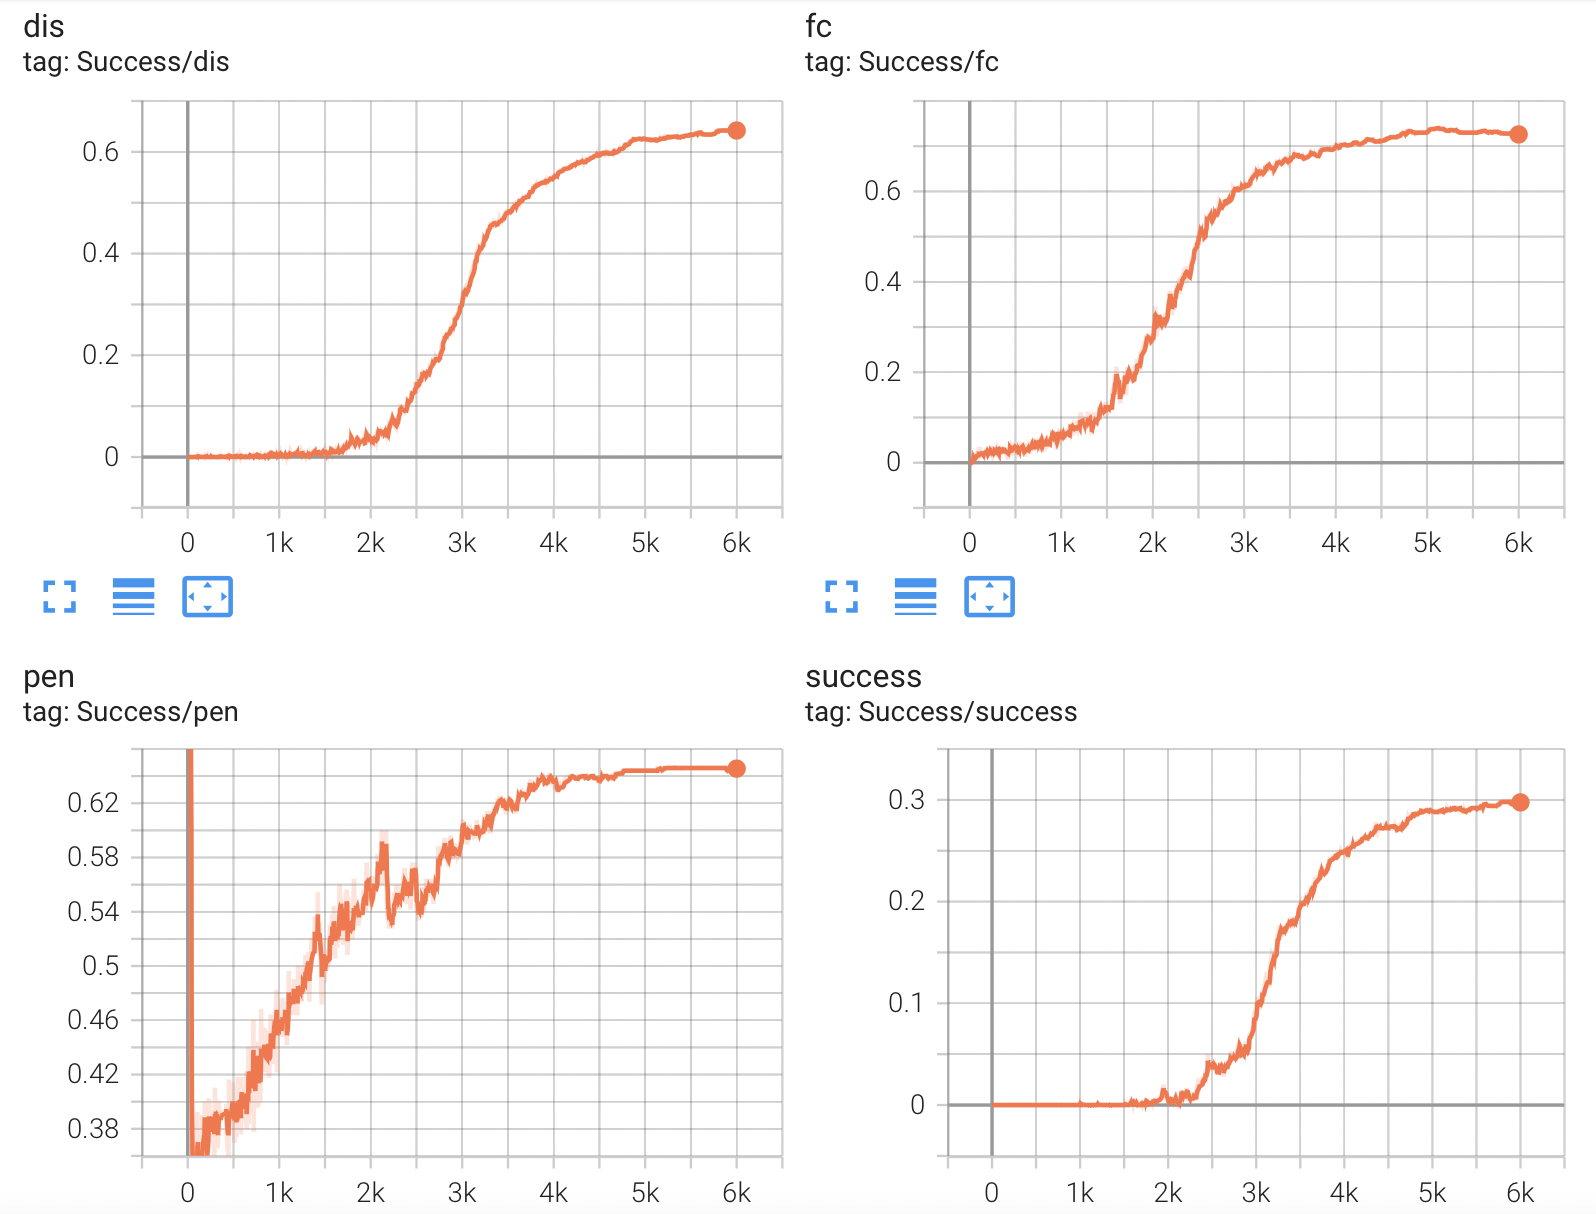 dis
tag: Success/dis
0.6
0.4
0.2
0
0 1k 2k 3k 4k 5k 6k
fc
tag: Success/fc
0.6
0.4
0.2
0
0 1k 2k 3k 4k 5k 6k
pen
tag: Success/pen
0.62
0.58
0.54
0.5
0.46
0.42
0.38
0 1k 2k 3k 4k 5k 6k
success
tag: Success/success
0.3
0.2
0.1
0
0 1k 2k 3k 4k 5k 6k